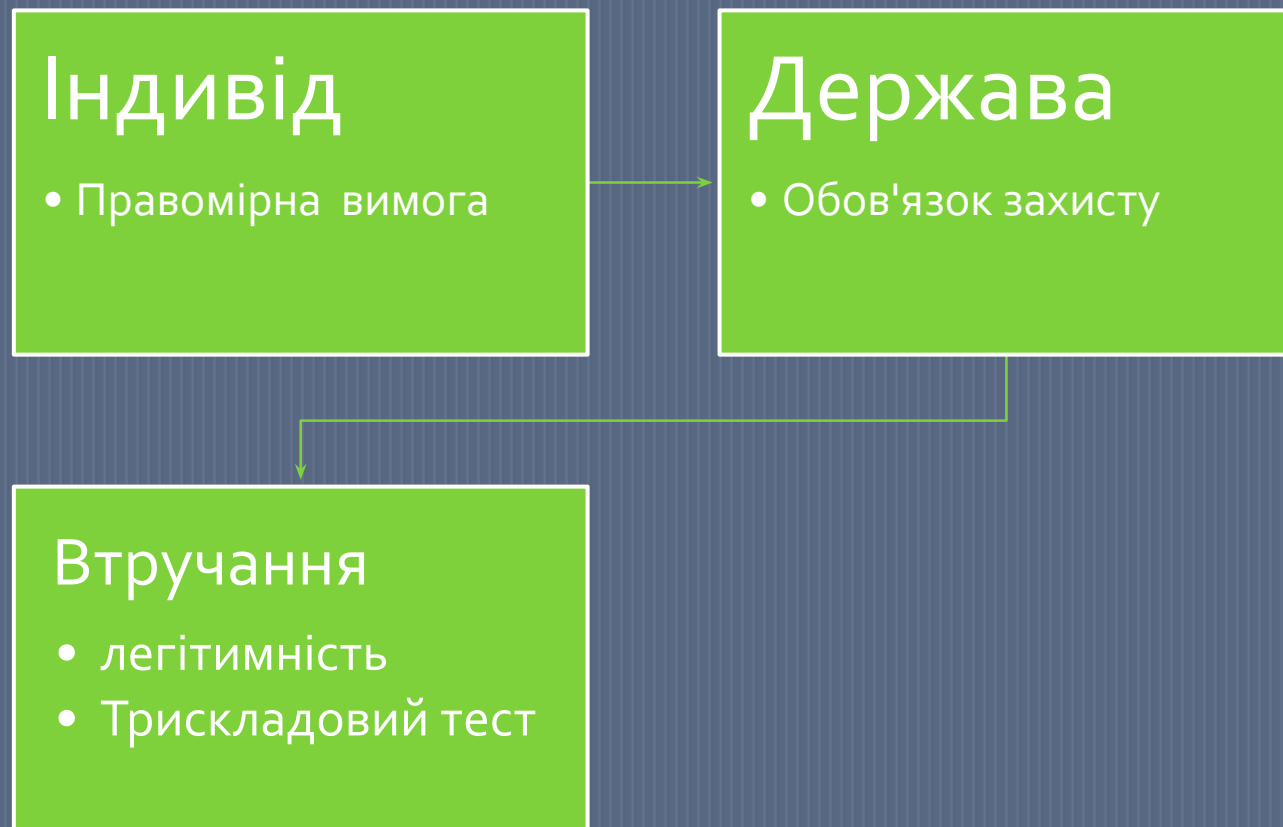 Індивід
• Правомірна вимога
Держава
• Обов'язок захисту
Втручання
• легітимність
• Трискладовий тест